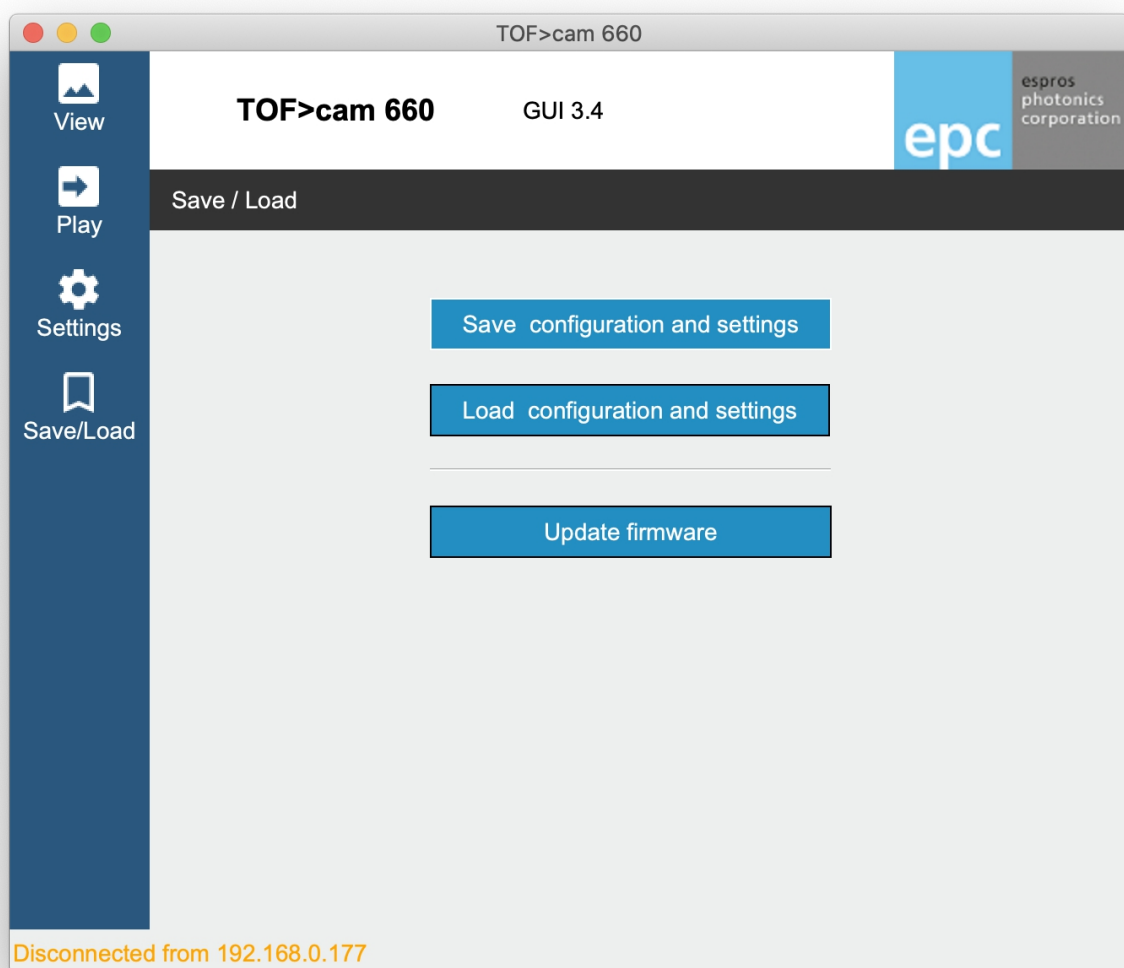 TOF>cam 660
View
Play
Settings
Save/Load
TOF>cam 660
GUI 3.4
epc
espros
photonics
corporation
Save / Load
Save  configuration and settings
Load  configuration and settings
Update firmware
Disconnected from 192.168.0.177